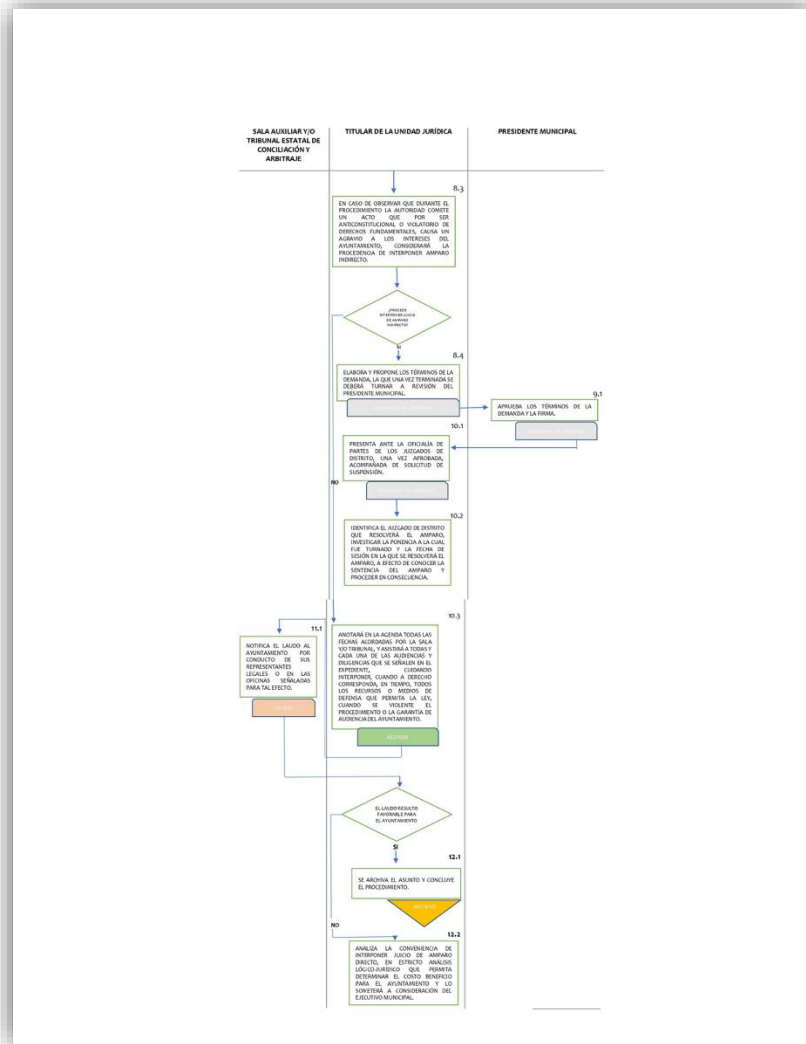 SALA AUXILIAR Y/O
TRIBUNAL ESTATAL DE
CONCILIACIÓN Y
ARBITRAJE
TITULAR DE LA UNIDAD JURÍDICA
PRESIDENTE MUNICIPAL
8.3
EN CASO DE OBSERVAR QUE DURANTE EL
PROCEDIMIENTO LA AUTORIDAD COMETE
UN ACTO QUE POR SER
ANTICONSTITUCIONAL O VIOLATORIO DE
DERECHOS FUNDAMENTALES, CAUSA UN
AGRAVIO A LOS INTERESES DEL
AYUNTAMIENTO, CONSIDERARÁ LA
PROCEDENCIA DE INTERPONER AMPARO
INDIRECTO.
¿PROCEDE
INTERPONER JUICIO
DE AMPARO
INDIRECTO?
SI
8.4
ELABORA Y PROPONE LOS TÉRMINOS DE LA
DEMANDA, LA QUE UNA VEZ TERMINADA SE
DEBERÁ TURNAR A REVISIÓN DEL
PRESIDENTE MUNICIPAL.
9.1
APRUEBA LOS TÉRMINOS DE LA
DEMANDA Y LA FIRMA.
10.1
PRESENTA ANTE LA OFICIALÍA DE
PARTES DE LOS JUZGADOS DE
DISTRITO, UNA VEZ APROBADA,
ACOMPAÑADA DE SOLICITUD DE
SUSPENSIÓN.
NO
10.2
IDENTIFICA EL JUZGADO DE DISTRITO
QUE RESOLVERÁ EL AMPARO,
INVESTIGAR LA PONENCIA A LA CUAL
FUE TURNADO Y LA FECHA DE
SESIÓN EN LA QUE SE RESOLVERÁ EL
AMPARO, A EFECTO DE CONOCER LA
SENTENCIA DEL AMPARO Y
PROCEDER EN CONSECUENCIA.
10.3
ANOTARÁ EN LA AGENDA TODAS LAS
FECHAS ACORDADAS POR LA SALA
Y/O TRIBUNAL, Y ASISTIRÁ A TODAS Y
CADA UNA DE LAS AUDIENCIAS Y
DILIGENCIAS QUE SE SEÑALEN EN EL
EXPEDIENTE, CUIDANDO
INTERPONER, CUANDO A DERECHO
CORRESPONDA, EN TIEMPO, TODOS
LOS RECURSOS O MEDIOS DE
DEFENSA QUE PERMITA LA LEY,
CUANDO SE VIOLENTE EL
PROCEDIMIENTO O LA GARANTÍA DE
AUDIENCIA DEL AYUNTAMIENTO.
AGENDA
11.1
NOTIFICA EL LAUDO AL
AYUNTAMIENTO POR
CONDUCTO DE SUS
REPRESENTANTES
LEGALES O EN LAS
OFICINAS SEÑALADAS
PARA TAL EFECTO.
LAUDO
EL LAUDO RESULTO
FAVORABLE PARA
EL AYUNTAMIENTO
SI
12.1
SE ARCHIVA EL ASUNTO Y CONCLUYE
EL PROCEDIMIENTO.
ARCHIVO
NO
12.2
ANALIZA LA CONVENIENCIA DE
INTERPONER JUICIO DE AMPARO
DIRECTO, EN ESTRICTO ANÁLISIS
LÓGICO-JURÍDICO QUE PERMITA
DETERMINAR EL COSTO BENEFICIO
PARA EL AYUNTAMIENTO Y LO
SOMETERÁ A CONSIDERACIÓN DEL
EJECUTIVO MUNICIPAL.